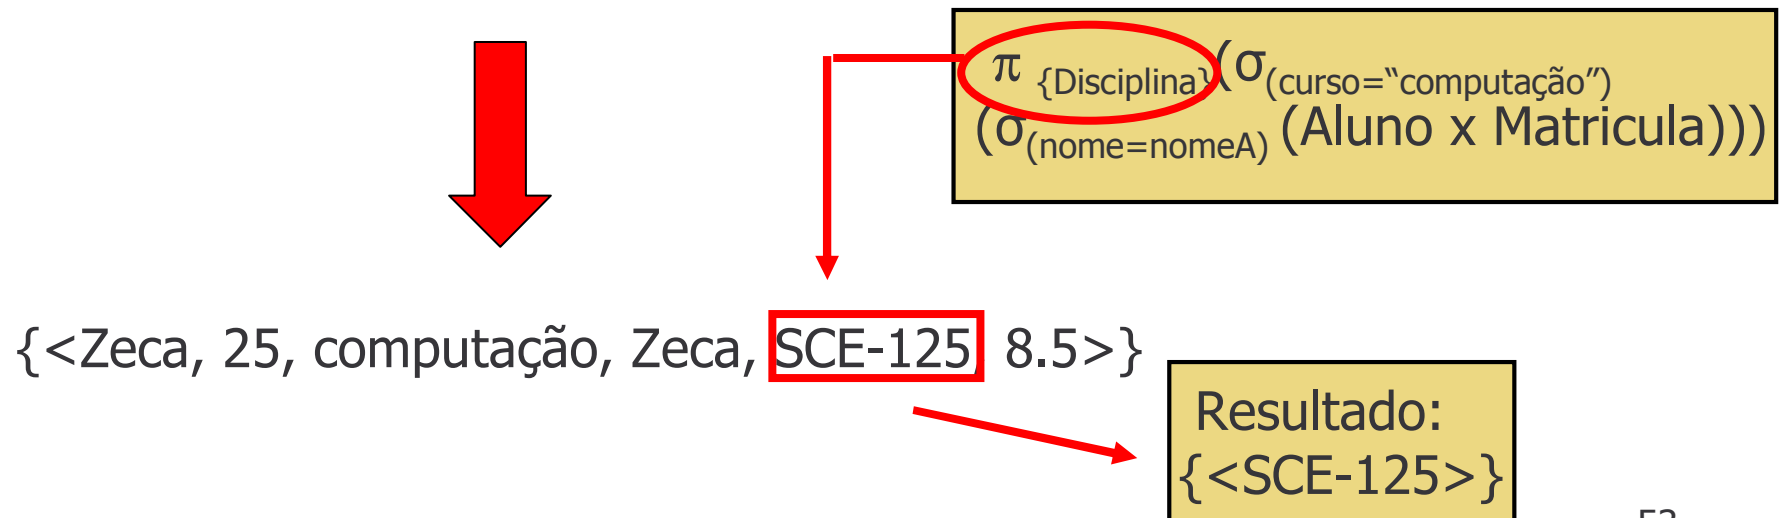 π {Disciplina}(σ(curso=“computação”)
(σ(nome=nomeA) (Aluno x Matricula)))
{<Zeca, 25, computação, Zeca, SCE-125, 8.5>}
Resultado:
{<SCE-125>}